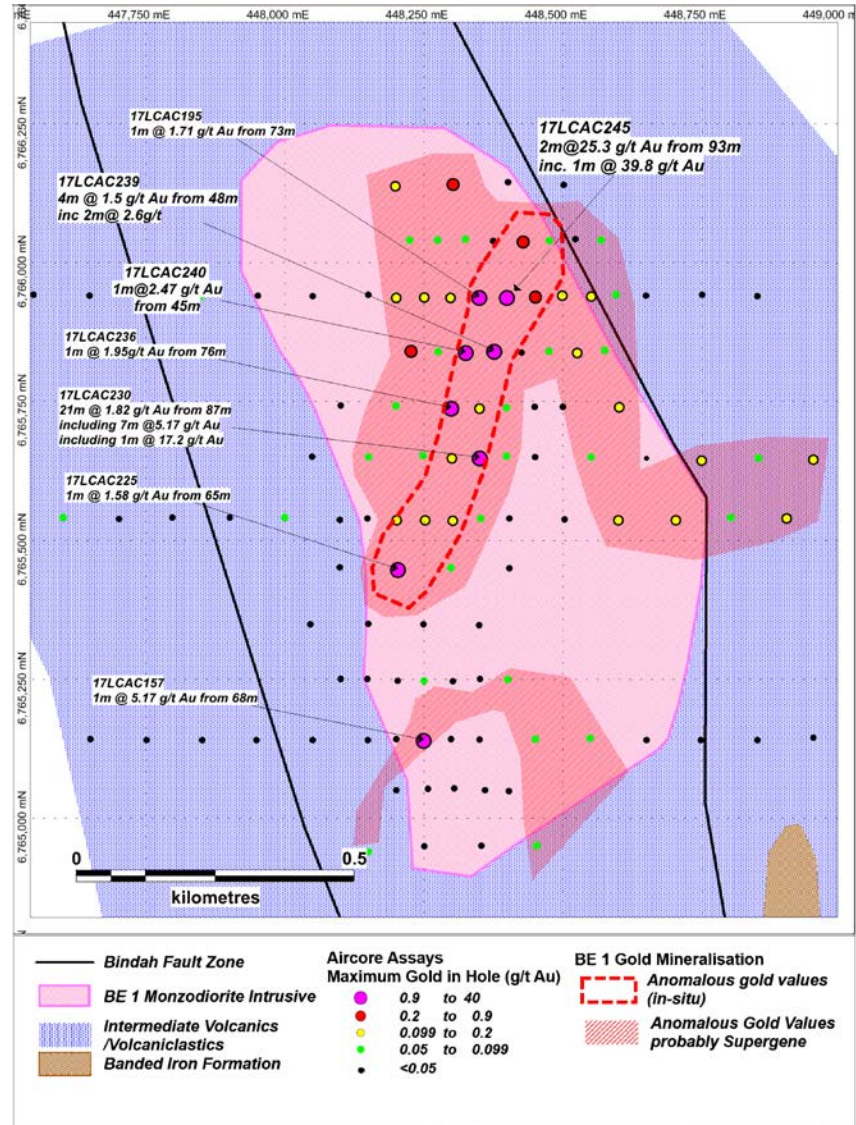 447,750 mE
448,000 mE
448,250 mE
448,500 mE
448,750 mE
449,000 mE
6,766,250 mN
6,766,000 mN
6,765,750 mN
6,765,500 mN
6,765,250 mN
6,765,000 mN
17LCAC195
1m @ 1.71 g/t Au from 73m
17LCAC245
2m@25.3 g/t Au from 93m
inc. 1m @ 39.8 g/t Au
17LCAC239
4m @ 1.5 g/t Au from 48m
inc 2m@ 2.6g/t
17LCAC240
1m@2.47 g/t Au
from 45m
17LCAC236
1m @ 1.95g/t Au from 76m
17LCAC230
21m @ 1.82 g/t Au from 87m
including 7m @5.17 g/t Au
including 1m @ 17.2 g/t Au
17LCAC225
1m @ 1.58 g/t Au from 65m
17LCAC157
1m @ 5.17 g/t Au from 68m
0 0.5
kilometres
Bindah Fault Zone
BE 1 Monzodiorite Intrusive
Intermediate Volcanics
/Volcaniclastics
Banded Iron Formation
Aircore Assays
Maximum Gold in Hole (g/t Au)
0.9 to 40
0.2 to 0.9
0.099 to 0.2
0.05 to 0.099
<0.05
BE 1 Gold Mineralisation
Anomalous gold values
(in-situ)
Anomalous Gold Values
probably Supergene